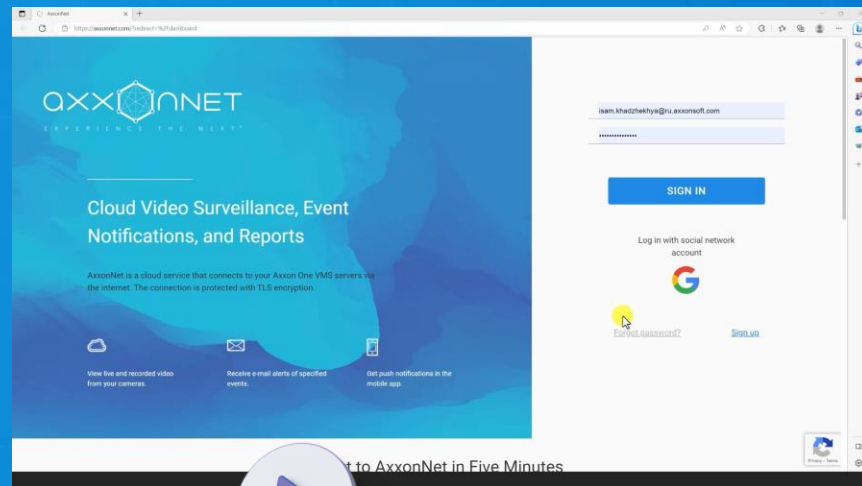 AxxonNet
https://axxonnet.com/?redirect=%2Fdashboard
AXXONNET
EXPERIENCE THE NEXT
Cloud Video Surveillance, Event
Notifications, and Reports
AxxonNet is a cloud service that connects to your Axxon One VMS servers via
the internet. The connection is protected with TLS encryption.
View live and recorded video
from your cameras.
Receive e-mail alerts of specified
events.
Get push notifications in the
mobile app.
isam.khadzhekhya@ru.axxonsoft.com
SIGN IN
Log in with social network
account
Forgot password?
Sign up
Privacy - Terms
to AxxonNet in Five Minutes